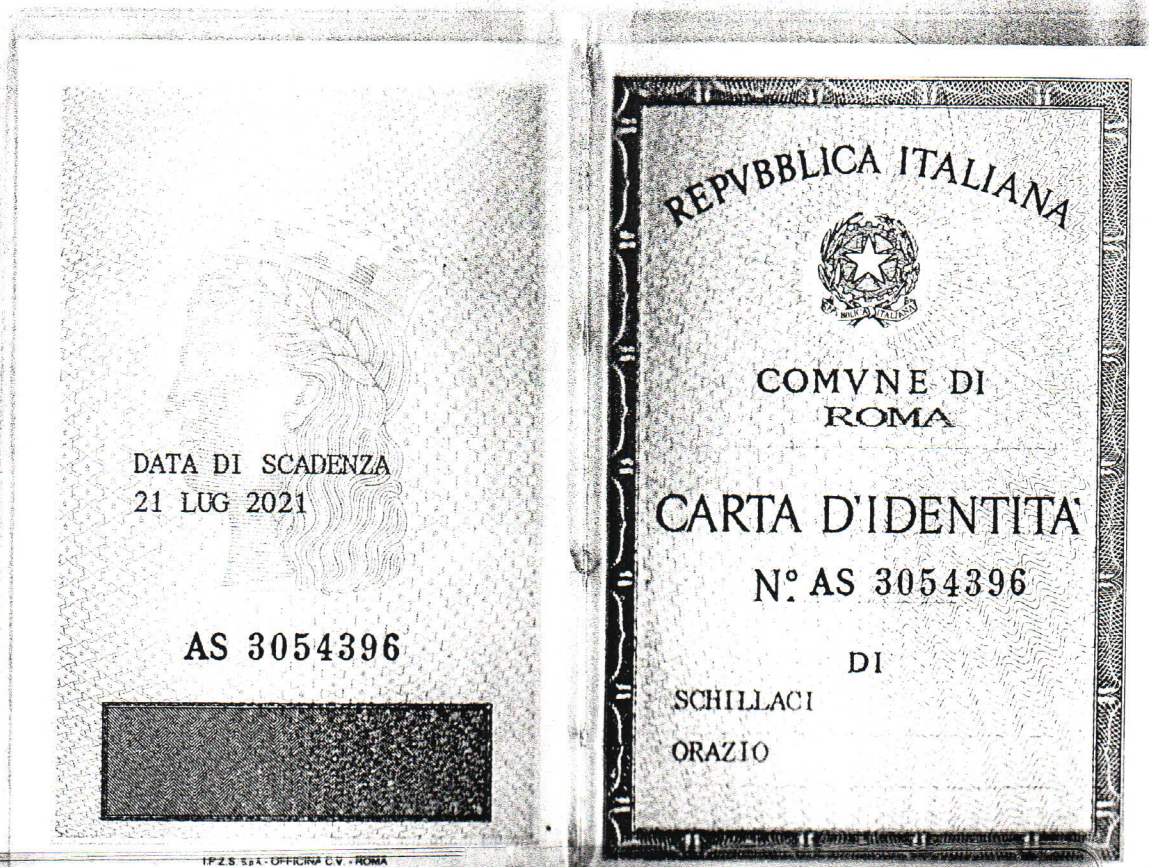 DATA DI SCADENZA
21 LUG 2021
AS 3054396
I.P.Z.S. S.p.A. - OFFICINA C.V. - ROMA
REPVBBLICA ITALIANA
COMVNE DI
ROMA
CARTA D'IDENTITA'
N° AS 3054396
DI
SCHILLACI
ORAZIO